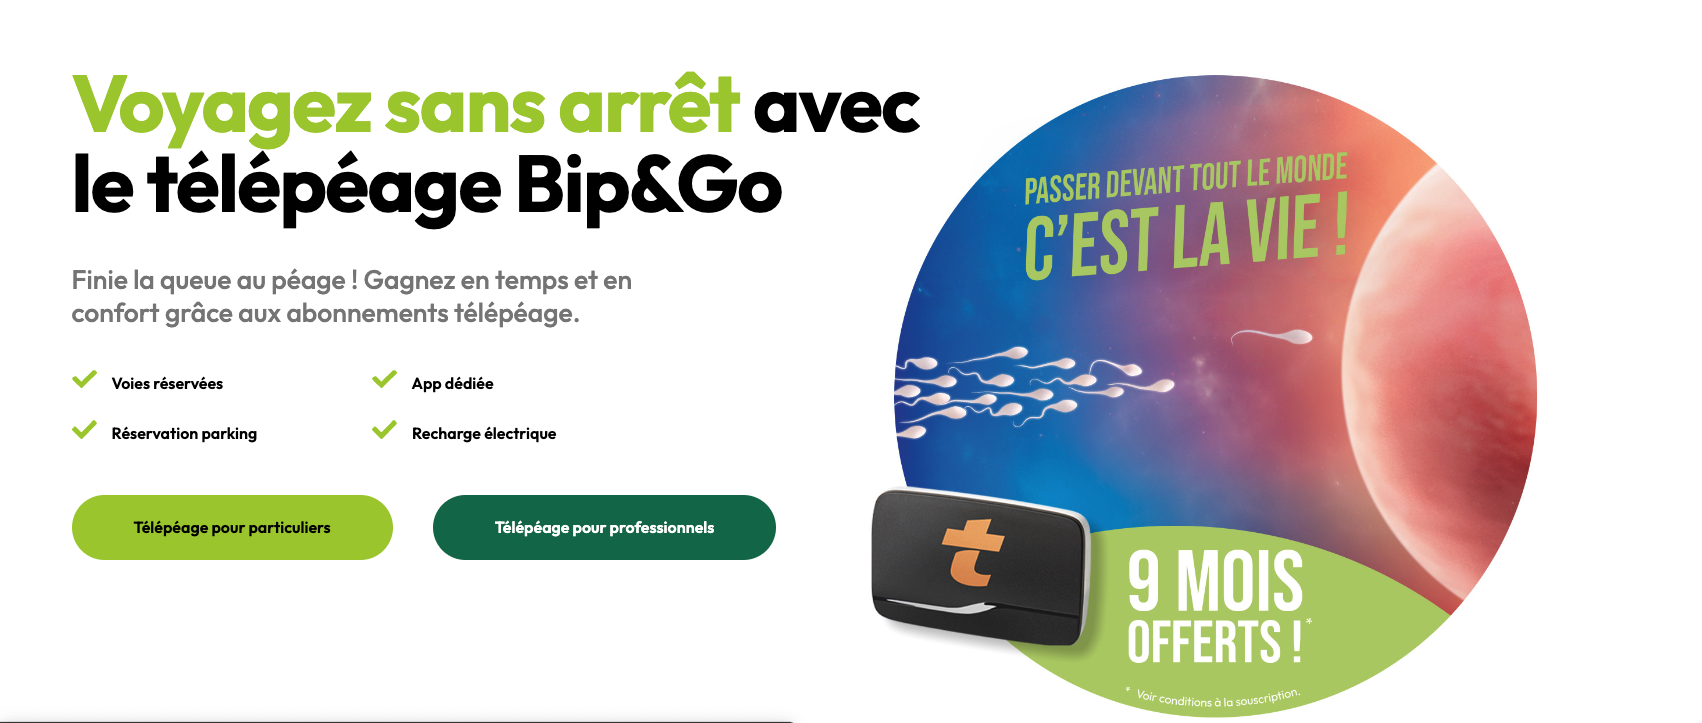 Voyagez sans arrêt avec
le télépéage Bip&Go
Finie la queue au péage ! Gagnez en temps et en
confort grâce aux abonnements télépéage.
Voies réservées
App dédiée
Réservation parking
Recharge électrique
Télépéage pour particuliers
Télépéage pour professionnels
PASSER DEVANT TOUT LE MONDE
C'EST LA VIE !
t
9 MOIS
OFFERTS !*
* Voir conditions à la souscription.